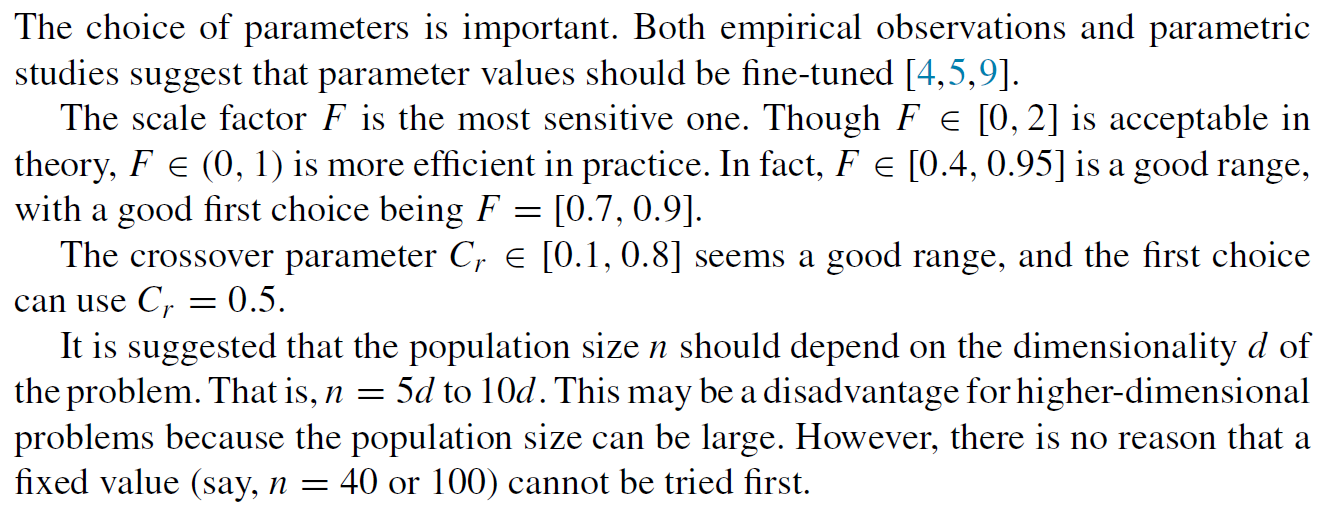 The choice of parameters is important. Both empirical observations and parametric
studies suggest that parameter values should be fine-tuned [4,5,9].
The scale factor F is the most sensitive one. Though F ∈ [0, 2] is acceptable in
theory, F ∈ (0, 1) is more efficient in practice. In fact, F ∈ [0.4, 0.95] is a good range,
with a good first choice being F = [0.7, 0.9].
The crossover parameter Cᵣ ∈ [0.1, 0.8] seems a good range, and the first choice
can use Cᵣ = 0.5.
It is suggested that the population size n should depend on the dimensionality d of
the problem. That is, n = 5d to 10d. This may be a disadvantage for higher-dimensional
problems because the population size can be large. However, there is no reason that a
fixed value (say, n = 40 or 100) cannot be tried first.